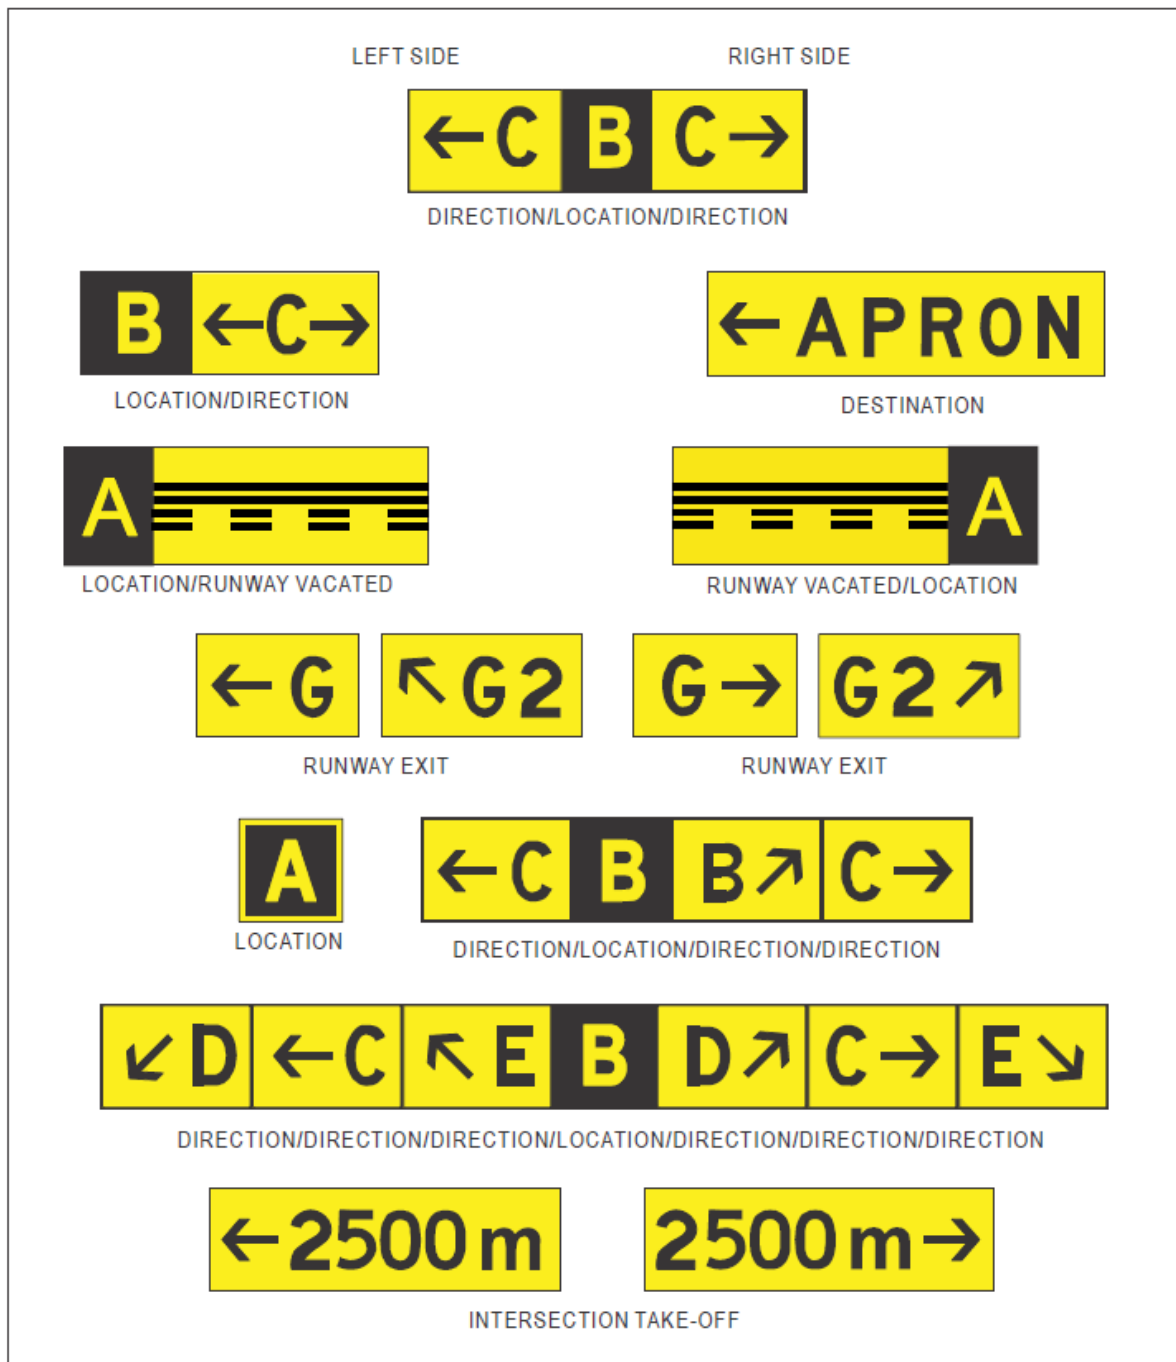 LEFT SIDE RIGHT SIDE
←C B C→
DIRECTION/LOCATION/DIRECTION
B ←C→ ←APRON
LOCATION/DIRECTION DESTINATION
A A
LOCATION/RUNWAY VACATED RUNWAY VACATED/LOCATION
←G ↖G2 G→ G2↗
RUNWAY EXIT RUNWAY EXIT
A ←C B B↗ C→
LOCATION DIRECTION/LOCATION/DIRECTION/DIRECTION
↙D ←C ↖E B D↗ C→ E↘
DIRECTION/DIRECTION/DIRECTION/LOCATION/DIRECTION/DIRECTION/DIRECTION
←2500m 2500m→
INTERSECTION TAKE-OFF